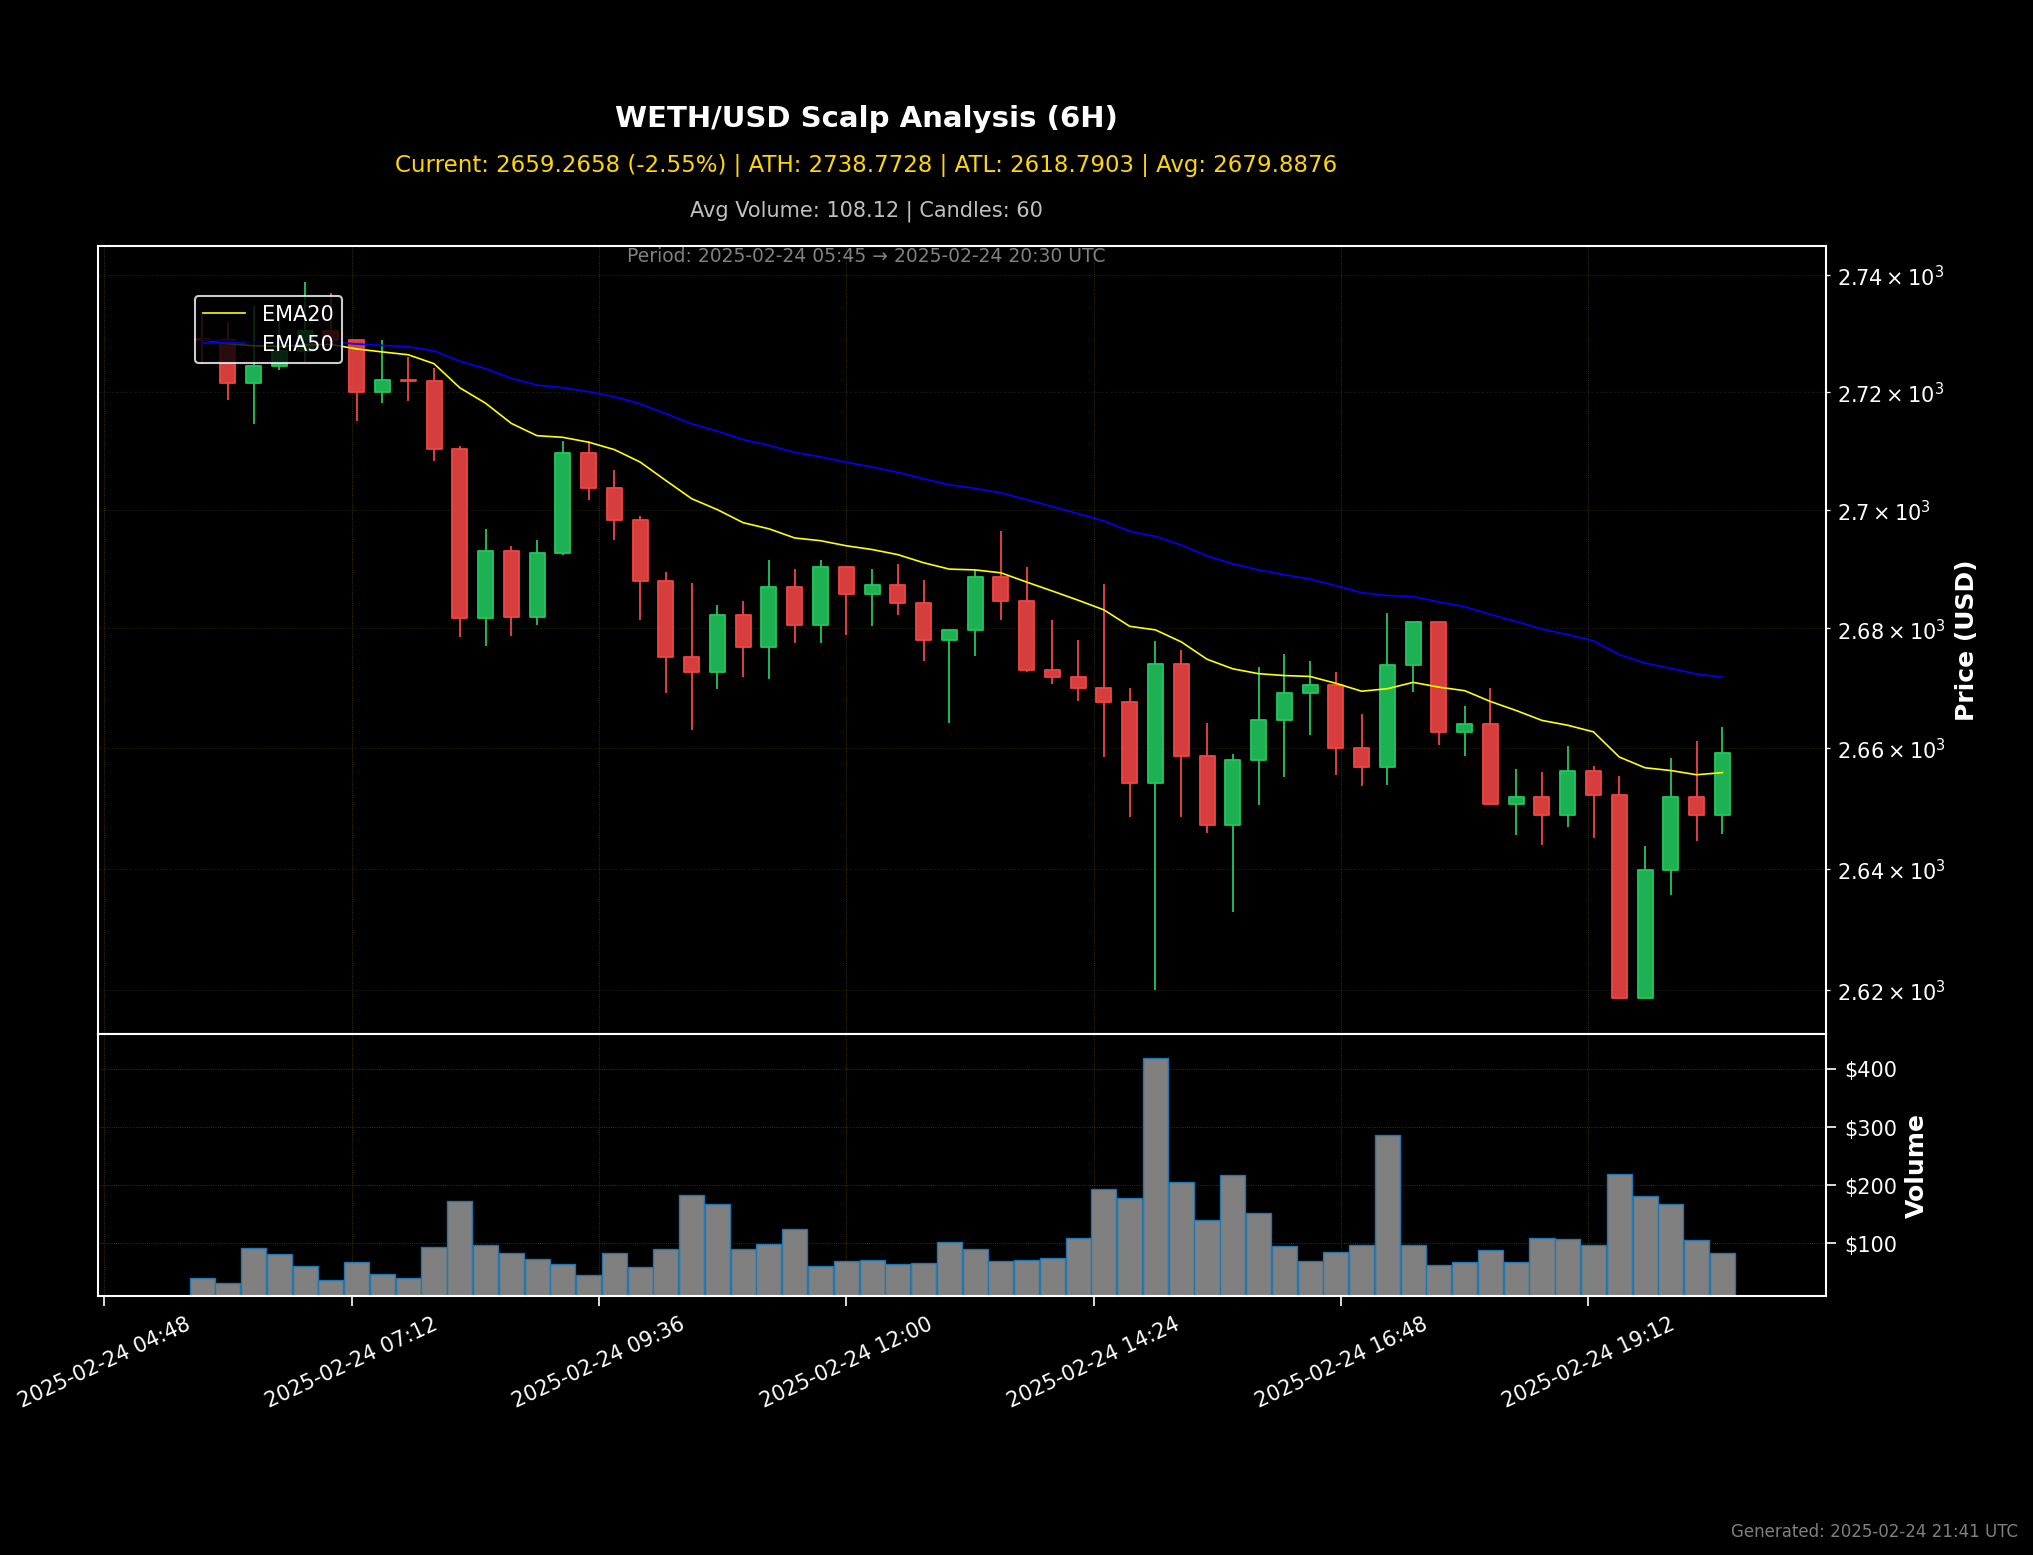 WETH/USD Scalp Analysis (6H)
Current: 2659.2658 (-2.55%) | ATH: 2738.7728 | ATL: 2618.7903 | Avg: 2679.8876
Avg Volume: 108.12 | Candles: 60
Period: 2025-02-24 05:45 → 2025-02-24 20:30 UTC
EMA20
EMA50
2.74 × 10³
2.72 × 10³
2.7 × 10³
2.68 × 10³
2.66 × 10³
2.64 × 10³
2.62 × 10³
Price (USD)
$400
$300
$200
$100
Volume
2025-02-24 04:48
2025-02-24 07:12
2025-02-24 09:36
2025-02-24 12:00
2025-02-24 14:24
2025-02-24 16:48
2025-02-24 19:12
Generated: 2025-02-24 21:41 UTC